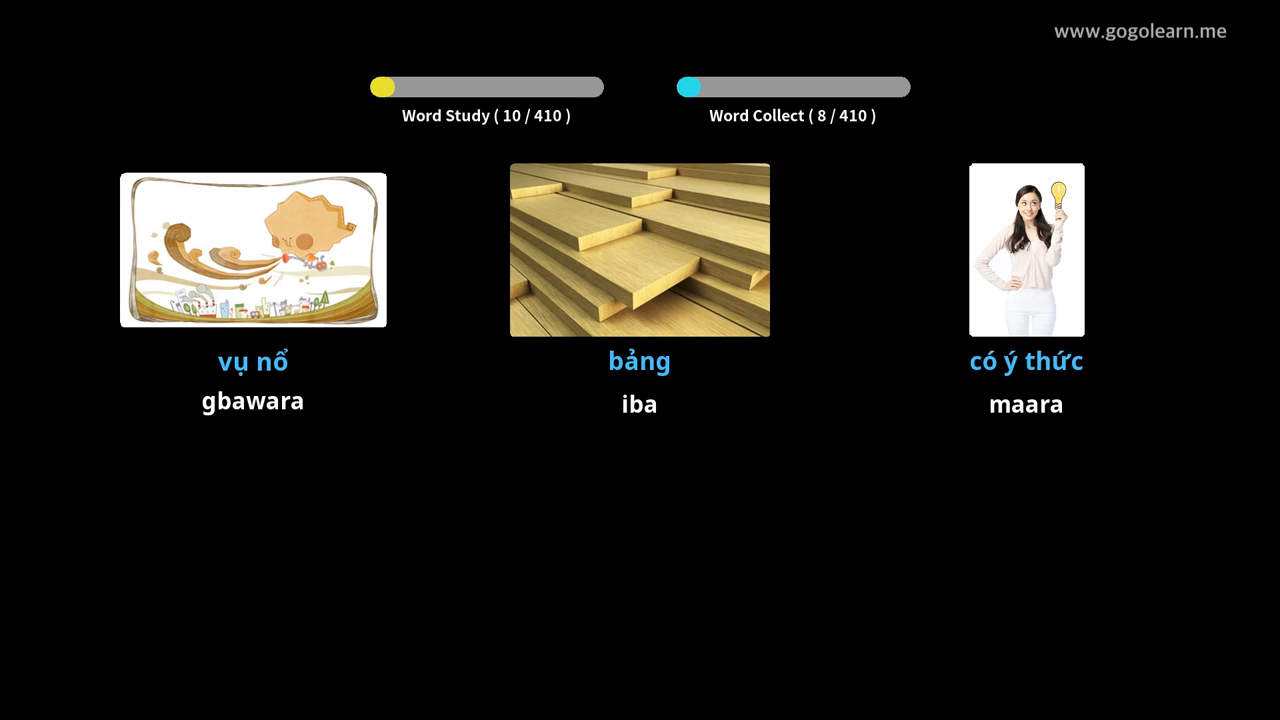 www.gogolearn.me
Word Study ( 10 / 410 )
Word Collect ( 8 / 410 )
vụ nổ
gbawara
bảng
iba
có ý thức
maara